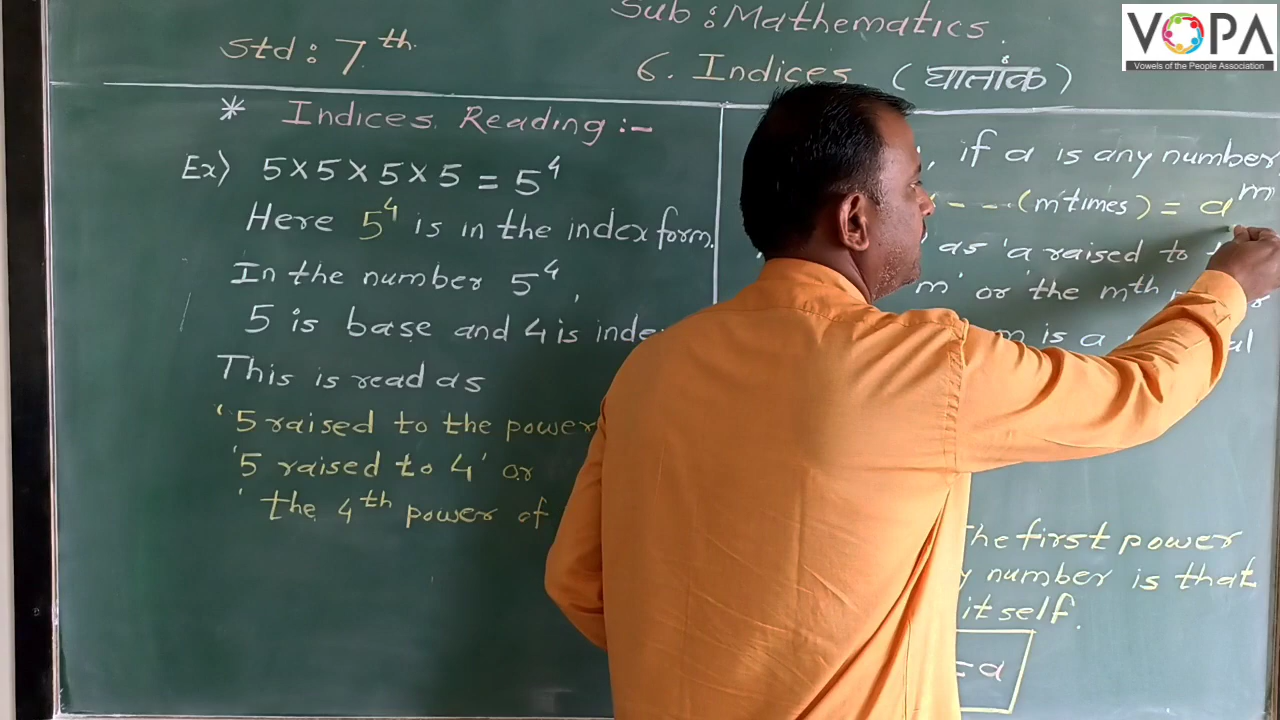 Sub : Mathematics.
Std : 7th.
6. Indices (घातांक)
VOPA
Vowels of the People Association
* Indices Reading :-
Ex) 5×5×5×5 = 5⁴
Here 5⁴ is in the index form.
In the number 5⁴,
5 is base and 4 is
This is read as
'5 raised to the power
'5 raised to 4' or
'the 4th power of
, if a is any number,
- - - (m times) = aᵐ
as 'a raised to
m' or 'the mth
m is a
The first power
number is that
itself.
= a